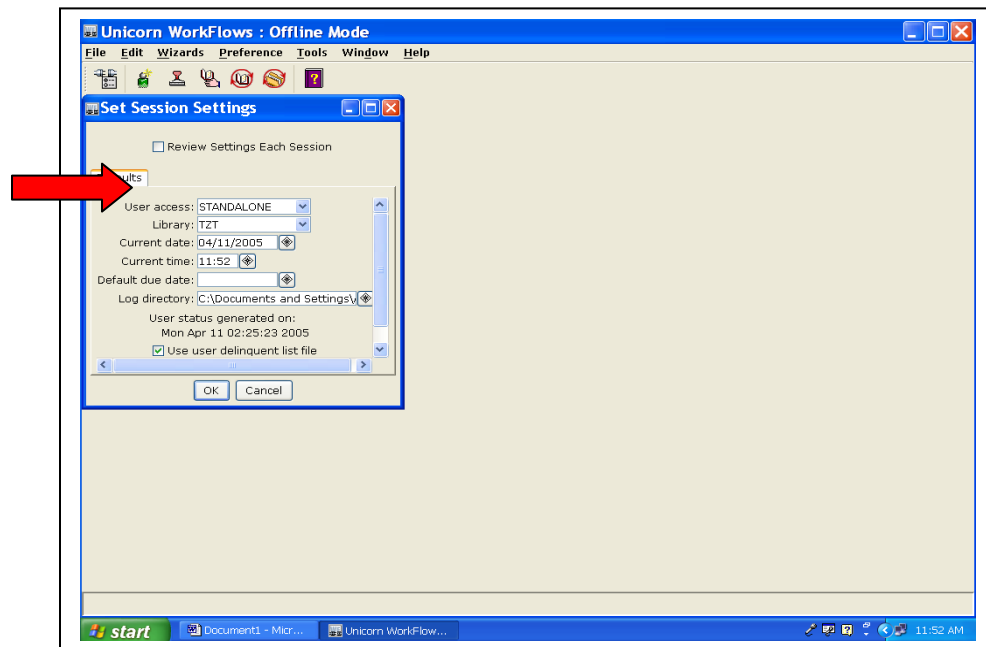 Unicorn WorkFlows : Offline Mode
File Edit Wizards Preference Tools Window Help
?
Set Session Settings
Review Settings Each Session
User access: STANDALONE
Library: TZT
Current date: 04/11/2005
Current time: 11:52
Default due date:
Log directory: C:\Documents and Settings\
User status generated on:
Mon Apr 11 02:25:23 2005
Use user delinquent list file
OK Cancel
start Document1 - Micr... Unicorn WorkFlow... 11:52 AM